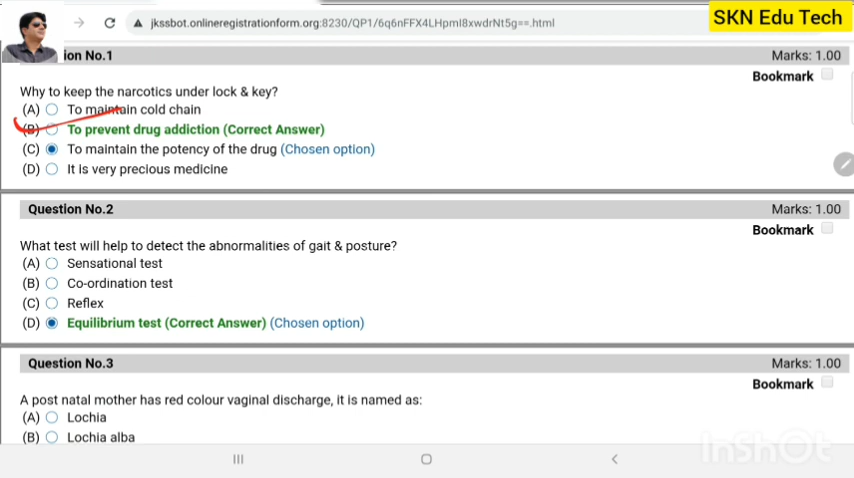 SKN Edu Tech
jkssbot.onlineregistrationform.org:8230/QP1/6q6nFFX4LHpml8xwdrNt5g==.html
ion No.1 Marks: 1.00
Bookmark
Why to keep the narcotics under lock & key?
(A) To maintain cold chain
(B) To prevent drug addiction (Correct Answer)
(C) To maintain the potency of the drug (Chosen option)
(D) It is very precious medicine
Question No.2 Marks: 1.00
Bookmark
What test will help to detect the abnormalities of gait & posture?
(A) Sensational test
(B) Co-ordination test
(C) Reflex
(D) Equilibrium test (Correct Answer) (Chosen option)
Question No.3 Marks: 1.00
Bookmark
A post natal mother has red colour vaginal discharge, it is named as:
(A) Lochia
(B) Lochia alba
InShOt